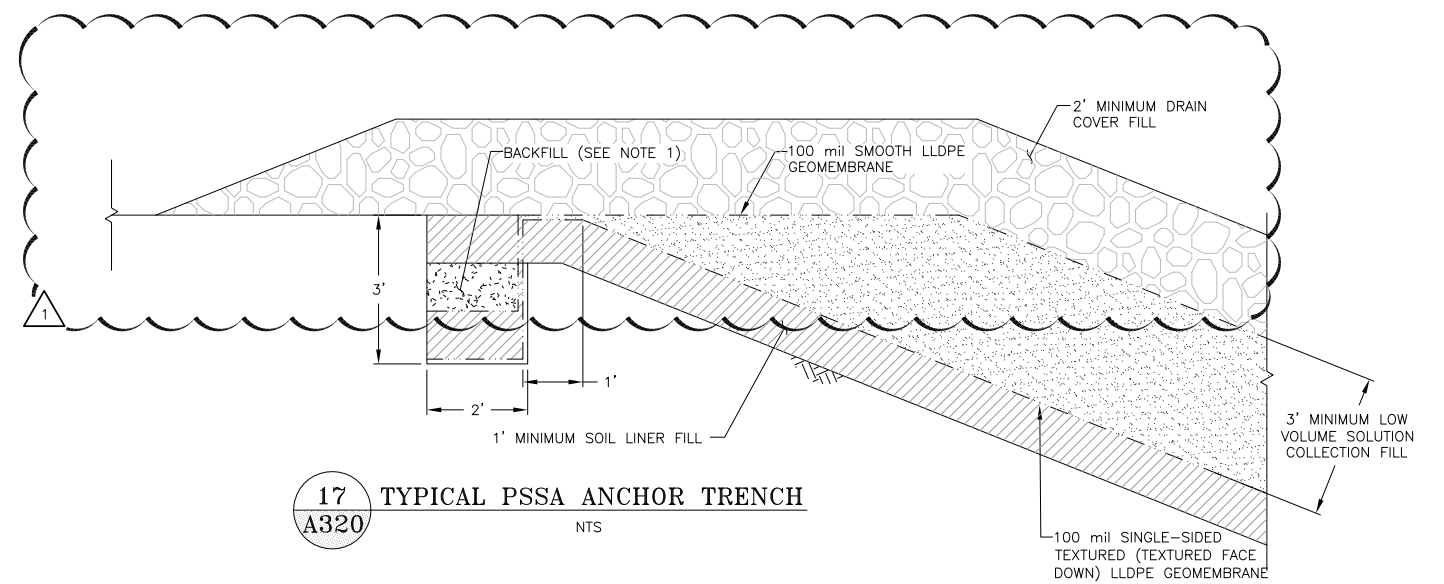 2' MINIMUM DRAIN
COVER FILL
BACKFILL (SEE NOTE 1)
100 mil SMOOTH LLDPE
GEOMEMBRANE
3'
1
1'
2'
1' MINIMUM SOIL LINER FILL
3' MINIMUM LOW
VOLUME SOLUTION
COLLECTION FILL
17
A320
TYPICAL PSSA ANCHOR TRENCH
NTS
100 mil SINGLE-SIDED
TEXTURED (TEXTURED FACE
DOWN) LLDPE GEOMEMBRANE